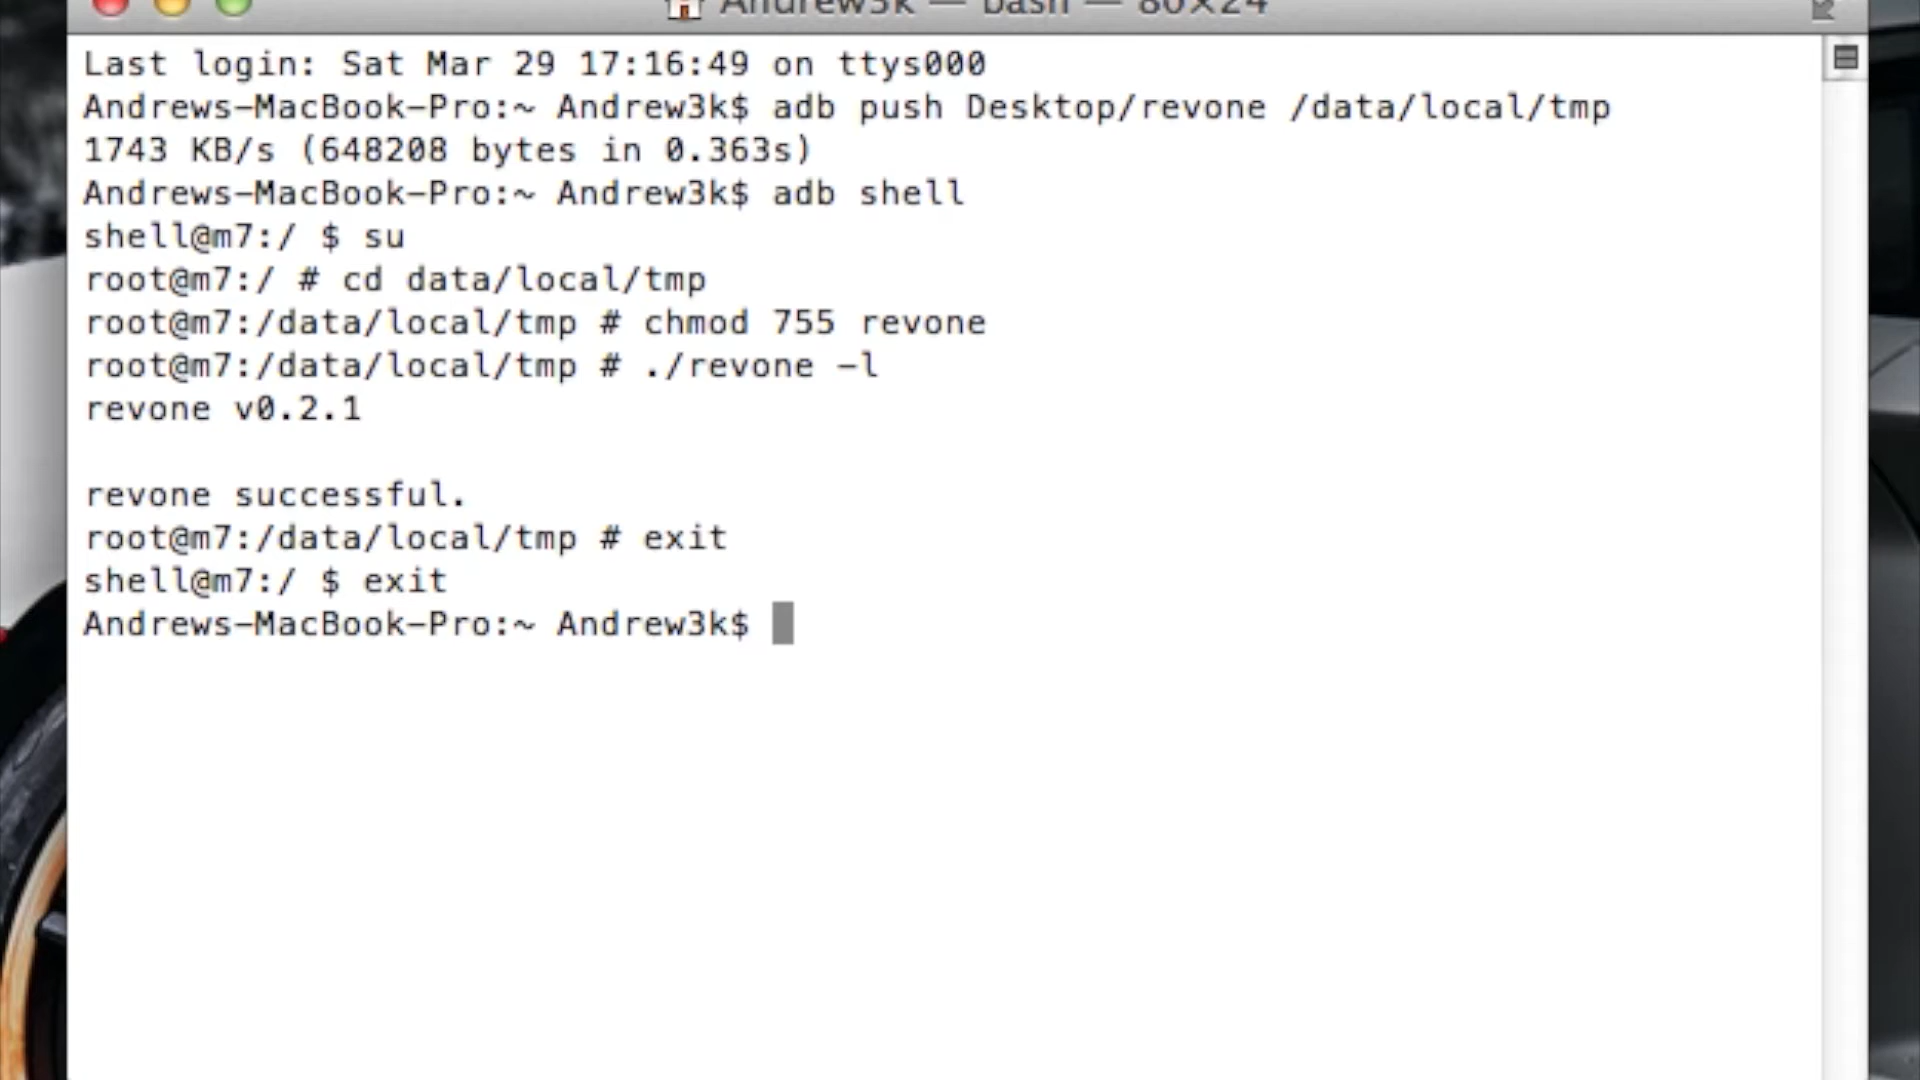 Andrew3k — bash — 80×24
Last login: Sat Mar 29 17:16:49 on ttys000
Andrews-MacBook-Pro:~ Andrew3k$ adb push Desktop/revone /data/local/tmp
1743 KB/s (648208 bytes in 0.363s)
Andrews-MacBook-Pro:~ Andrew3k$ adb shell
shell@m7:/ $ su
root@m7:/ # cd data/local/tmp
root@m7:/data/local/tmp # chmod 755 revone
root@m7:/data/local/tmp # ./revone -l
revone v0.2.1
revone successful.
root@m7:/data/local/tmp # exit
shell@m7:/ $ exit
Andrews-MacBook-Pro:~ Andrew3k$